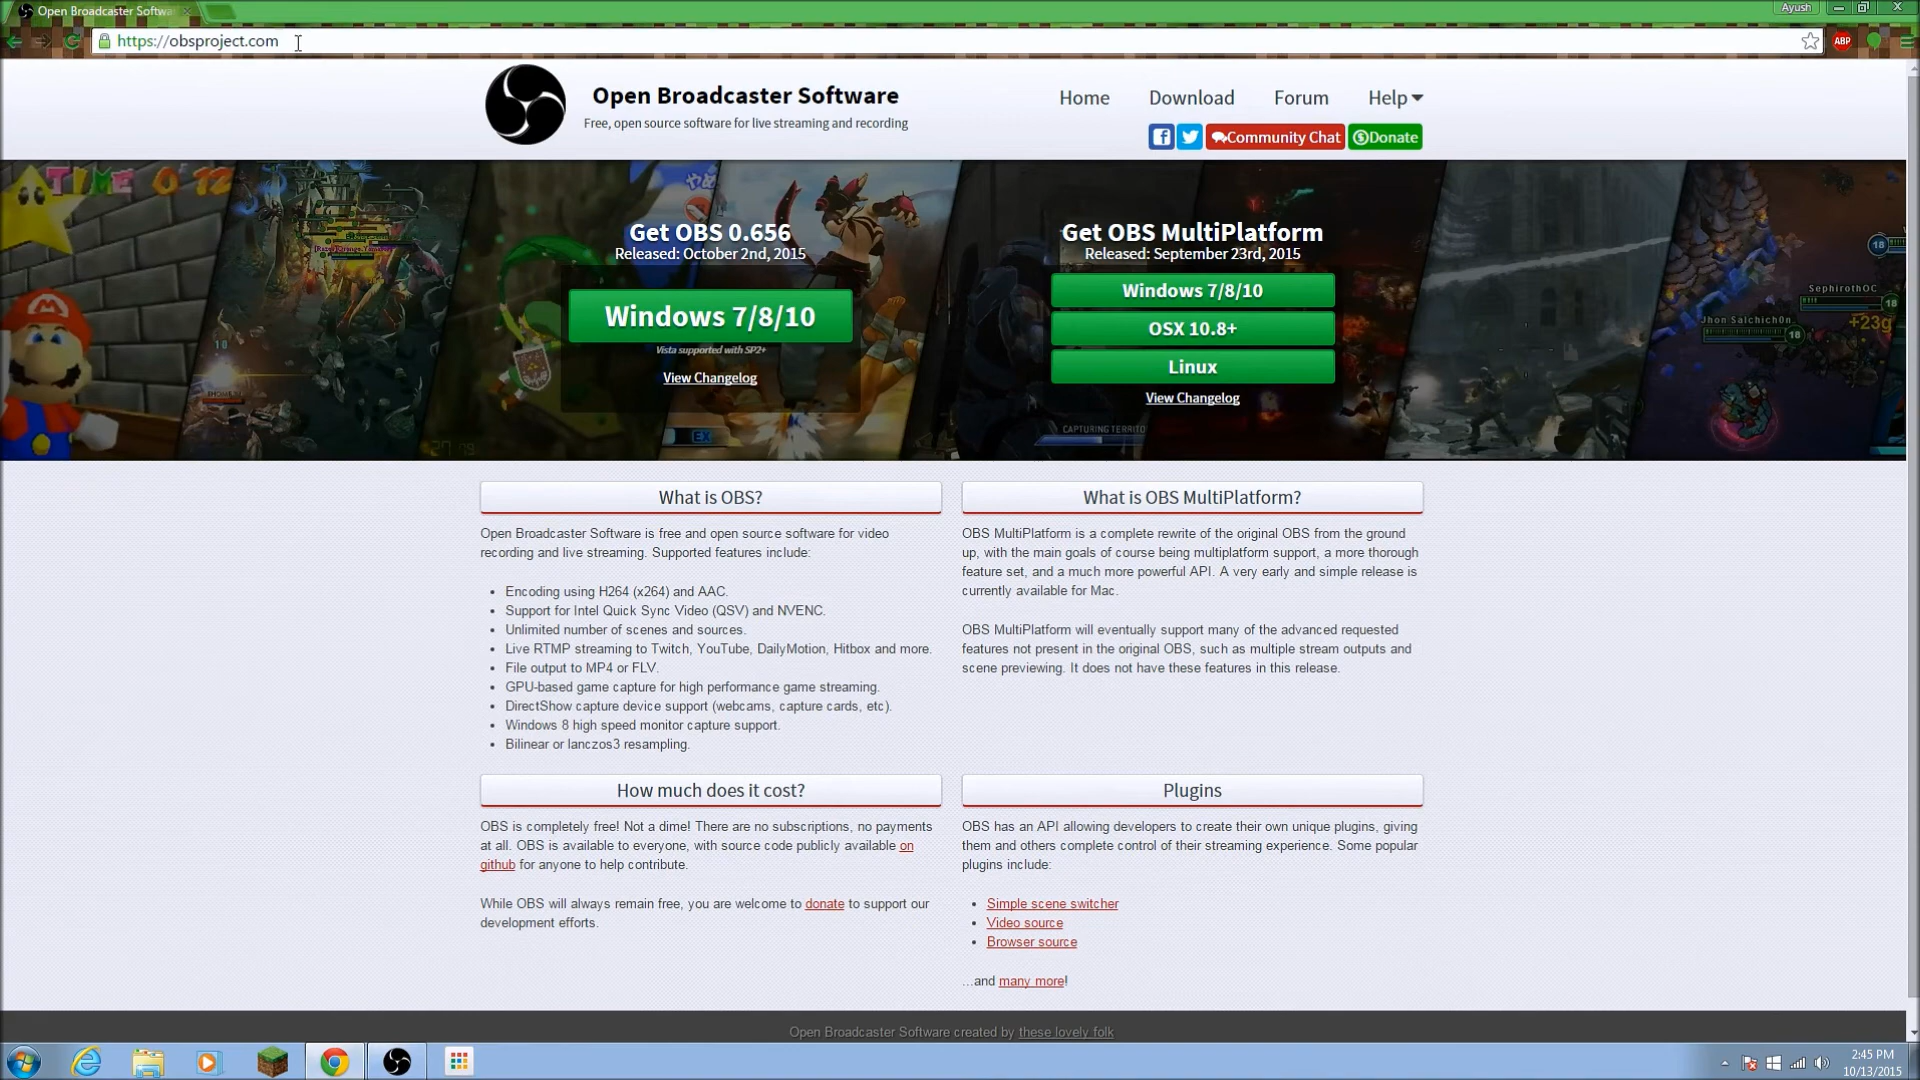 Open Broadcaster Softwa
Ayush
https://obsproject.com
ABP
Open Broadcaster Software
Free, open source software for live streaming and recording
Home
Download
Forum
Help
Community Chat
Donate
TIME 0'12
Get OBS 0.656
Released: October 2nd, 2015
Windows 7/8/10
Vista supported with SP2+
View Changelog
EX
Get OBS MultiPlatform
Released: September 23rd, 2015
Windows 7/8/10
OSX 10.8+
Linux
View Changelog
CAPTURING TERRITO
18
SephirothOC
18
Jhon Salchich0n
18
+23g
What is OBS?
Open Broadcaster Software is free and open source software for video
recording and live streaming. Supported features include:
• Encoding using H264 (x264) and AAC.
• Support for Intel Quick Sync Video (QSV) and NVENC.
• Unlimited number of scenes and sources.
• Live RTMP streaming to Twitch, YouTube, DailyMotion, Hitbox and more.
• File output to MP4 or FLV.
• GPU-based game capture for high performance game streaming.
• DirectShow capture device support (webcams, capture cards, etc).
• Windows 8 high speed monitor capture support.
• Bilinear or lanczos3 resampling.
What is OBS MultiPlatform?
OBS MultiPlatform is a complete rewrite of the original OBS from the ground
up, with the main goals of course being multiplatform support, a more thorough
feature set, and a much more powerful API. A very early and simple release is
currently available for Mac.
OBS MultiPlatform will eventually support many of the advanced requested
features not present in the original OBS, such as multiple stream outputs and
scene previewing. It does not have these features in this release.
How much does it cost?
OBS is completely free! Not a dime! There are no subscriptions, no payments
at all. OBS is available to everyone, with source code publicly available on
github for anyone to help contribute.
While OBS will always remain free, you are welcome to donate to support our
development efforts.
Plugins
OBS has an API allowing developers to create their own unique plugins, giving
them and others complete control of their streaming experience. Some popular
plugins include:
• Simple scene switcher
• Video source
• Browser source
...and many more!
Open Broadcaster Software created by these lovely folk
2:45 PM
10/13/2015